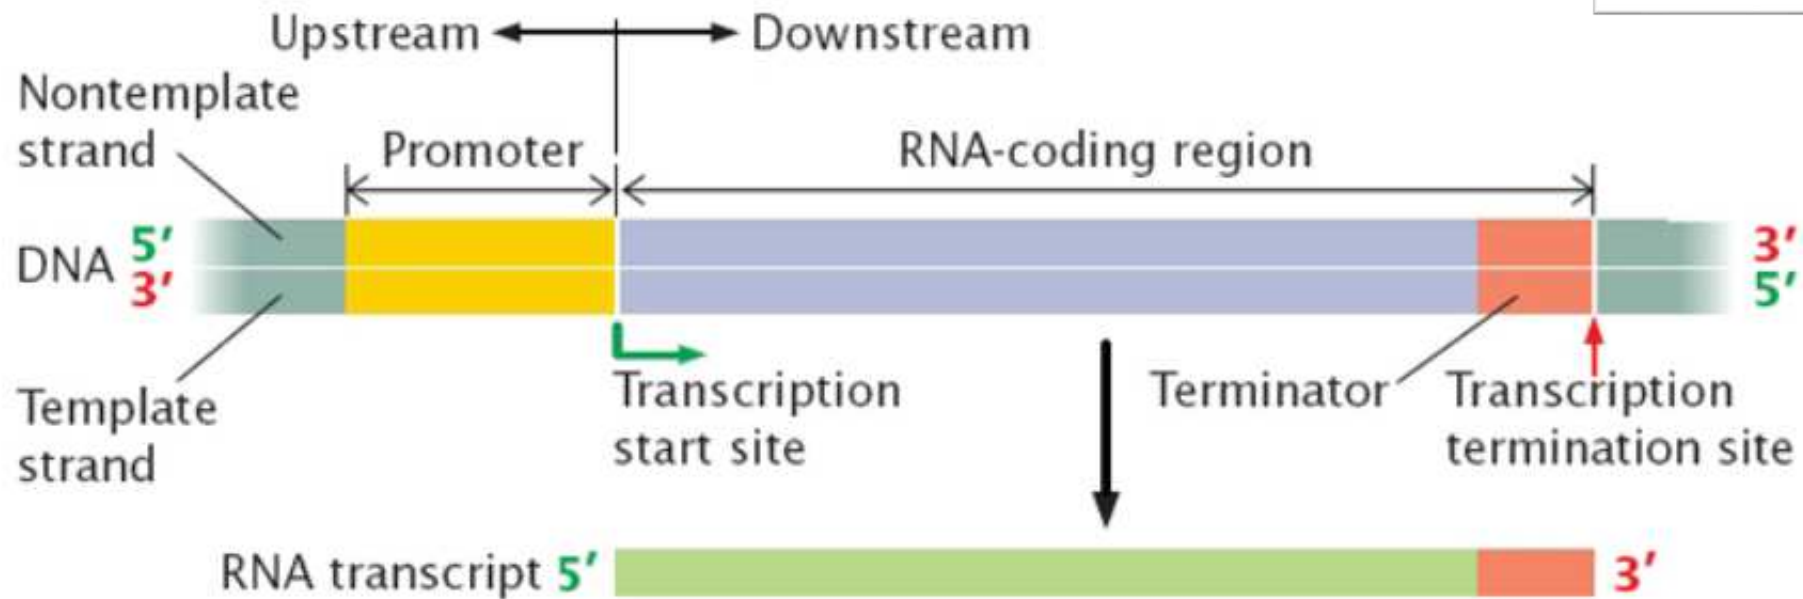 Upstream
Downstream
Nontemplate
strand
Promoter
RNA-coding region
DNA
5′
3′
3′
5′
Template
strand
Transcription
start site
Terminator
Transcription
termination site
RNA transcript 5′
3′